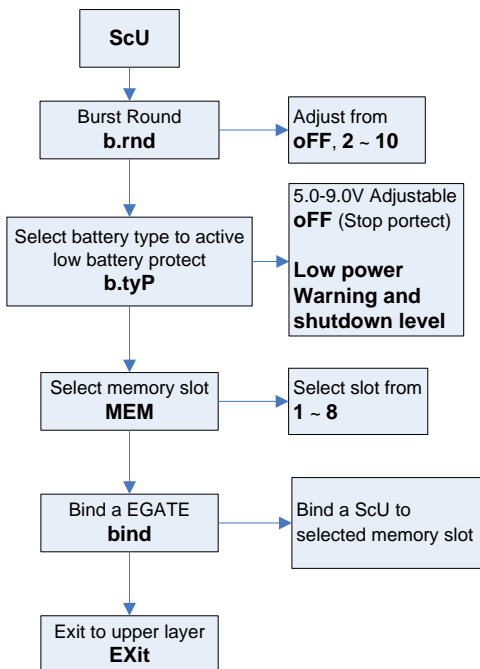 ScU
Burst Round
b.rnd
Adjust from
oFF, 2 ~ 10
Select battery type to active
low battery protect
b.tyP
5.0-9.0V Adjustable
oFF (Stop portect)
Low power
Warning and
shutdown level
Select memory slot
MEM
Select slot from
1 ~ 8
Bind a EGATE
bind
Bind a ScU to
selected memory slot
Exit to upper layer
EXit